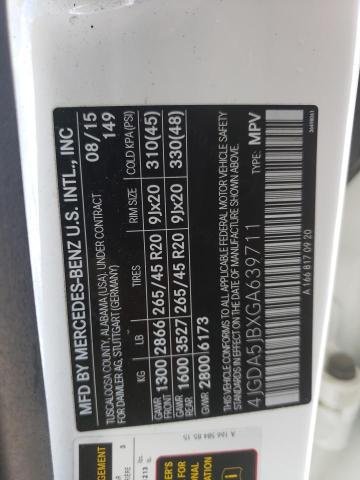 MFD BY MERCEDES-BENZ U.S. INTL., INC
TUSCALOOSA COUNTY, ALABAMA (USA) UNDER CONTRACT 08/15
FOR DAIMLER AG, STUTTGART (GERMANY) 149
KG LB TIRES RIM SIZE COLD KPA(PSI)
GAWR FRONT 1300 2866 265/45 R20 9Jx20 310(45)
GAWR REAR 1600 3527 265/45 R20 9Jx20 330(48)
GVWR 2800 6173
THIS VEHICLE CONFORMS TO ALL APPLICABLE FEDERAL MOTOR VEHICLE SAFETY
STANDARDS IN EFFECT ON THE DATE OF MANUFACTURE SHOWN ABOVE.
4JGDA5JBXGA639711 TYPE: MPV
A 166 817 09 20
A 166 584 65 15